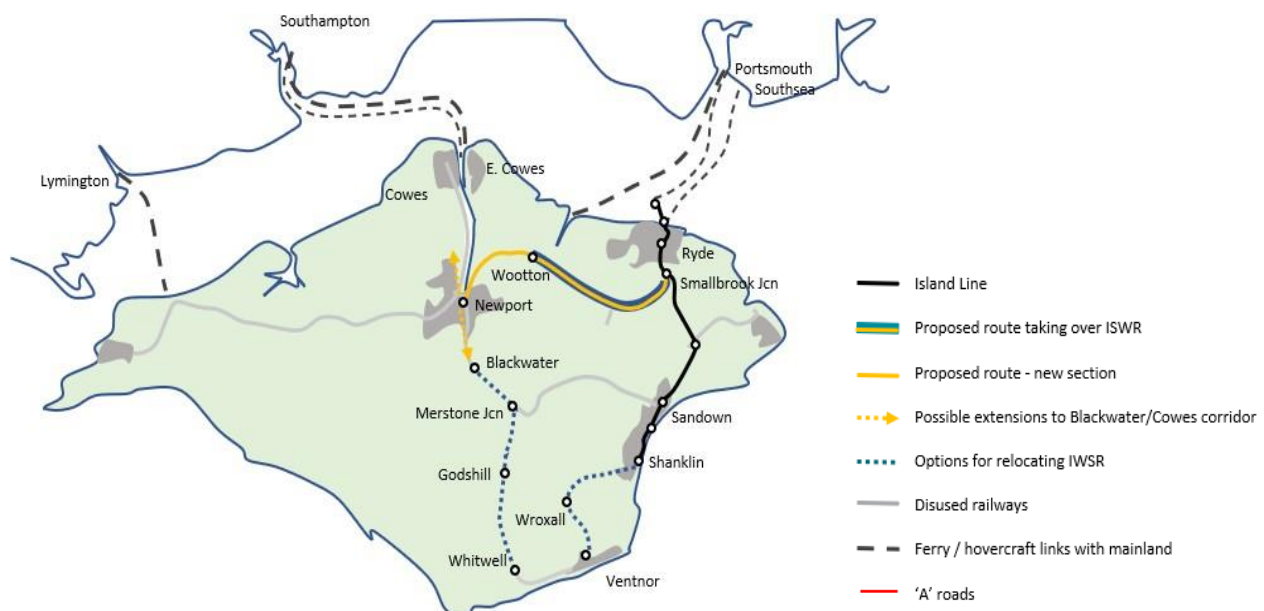 Southampton
Portsmouth
Southsea
Lymington
E. Cowes
Cowes
Ryde
Wootton
Smallbrook Jcn
Newport
Blackwater
Merstone Jcn
Sandown
Godshill
Shanklin
Wroxall
Whitwell
Ventnor
Island Line
Proposed route taking over ISWR
Proposed route - new section
Possible extensions to Blackwater/Cowes corridor
Options for relocating IWSR
Disused railways
Ferry / hovercraft links with mainland
‘A’ roads